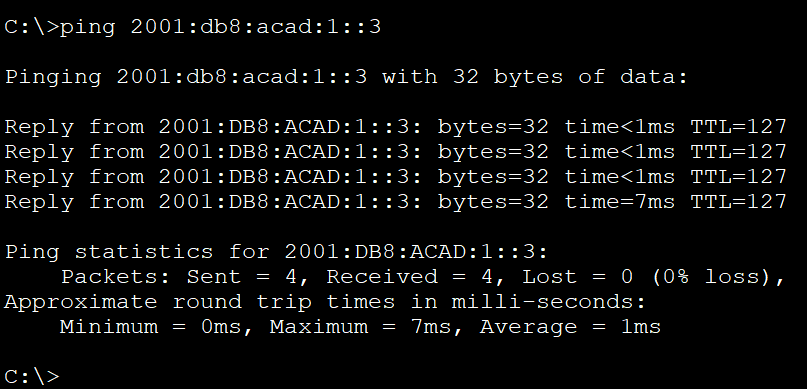 C:\>ping 2001:db8:acad:1::3
Pinging 2001:db8:acad:1::3 with 32 bytes of data:
Reply from 2001:DB8:ACAD:1::3: bytes=32 time<1ms TTL=127
Reply from 2001:DB8:ACAD:1::3: bytes=32 time<1ms TTL=127
Reply from 2001:DB8:ACAD:1::3: bytes=32 time<1ms TTL=127
Reply from 2001:DB8:ACAD:1::3: bytes=32 time=7ms TTL=127
Ping statistics for 2001:DB8:ACAD:1::3:
    Packets: Sent = 4, Received = 4, Lost = 0 (0% loss),
Approximate round trip times in milli-seconds:
    Minimum = 0ms, Maximum = 7ms, Average = 1ms
C:\>